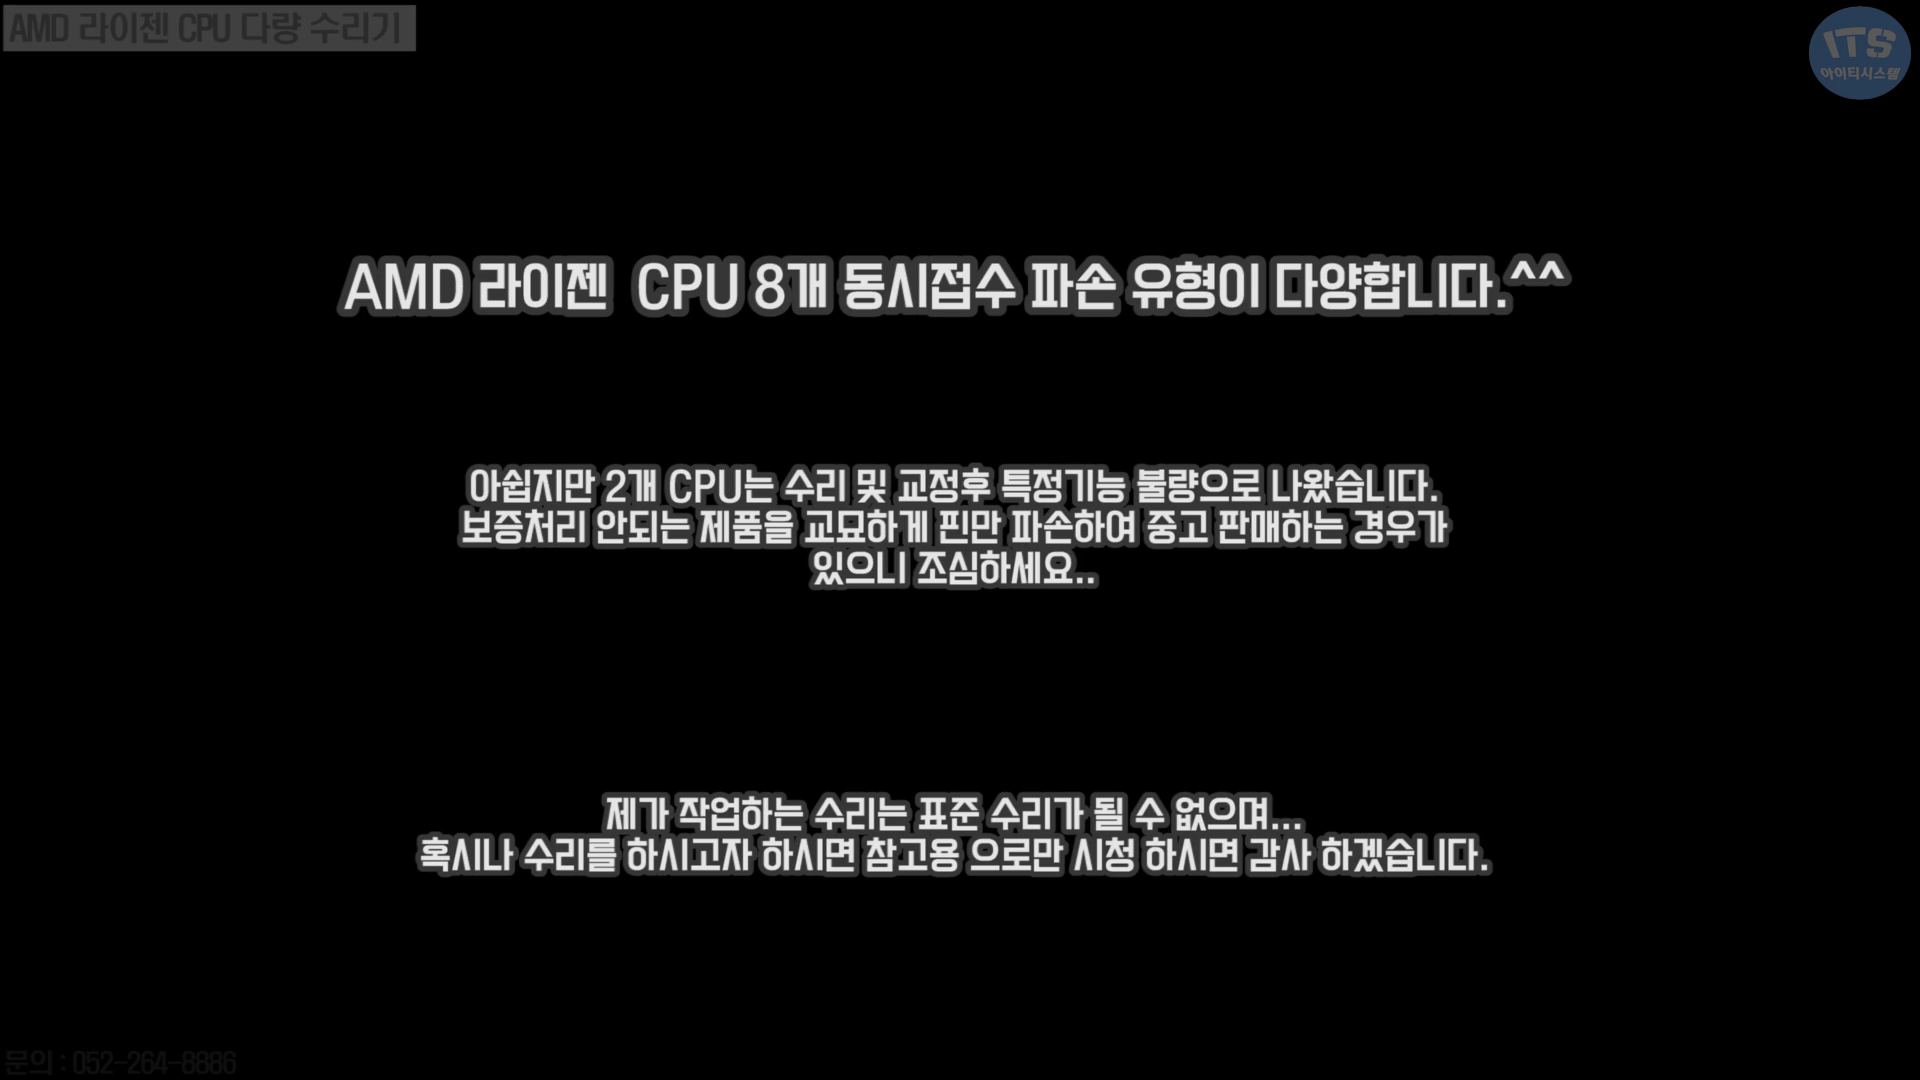 AMD 라이젠 CPU 다량 수리기
ITS
아이티시스템
AMD 라이젠  CPU 8개 동시접수 파손 유형이 다양합니다.^^
아쉽지만 2개 CPU는 수리 및 교정후 특정기능 불량으로 나왔습니다.
보증처리 안되는 제품을 교묘하게 핀만 파손하여 중고 판매하는 경우가
있으니 조심하세요..
제가 작업하는 수리는 표준 수리가 될 수 없으며...
혹시나 수리를 하시고자 하시면 참고용 으로만 시청 하시면 감사 하겠습니다.
문의 : 052-264-8886